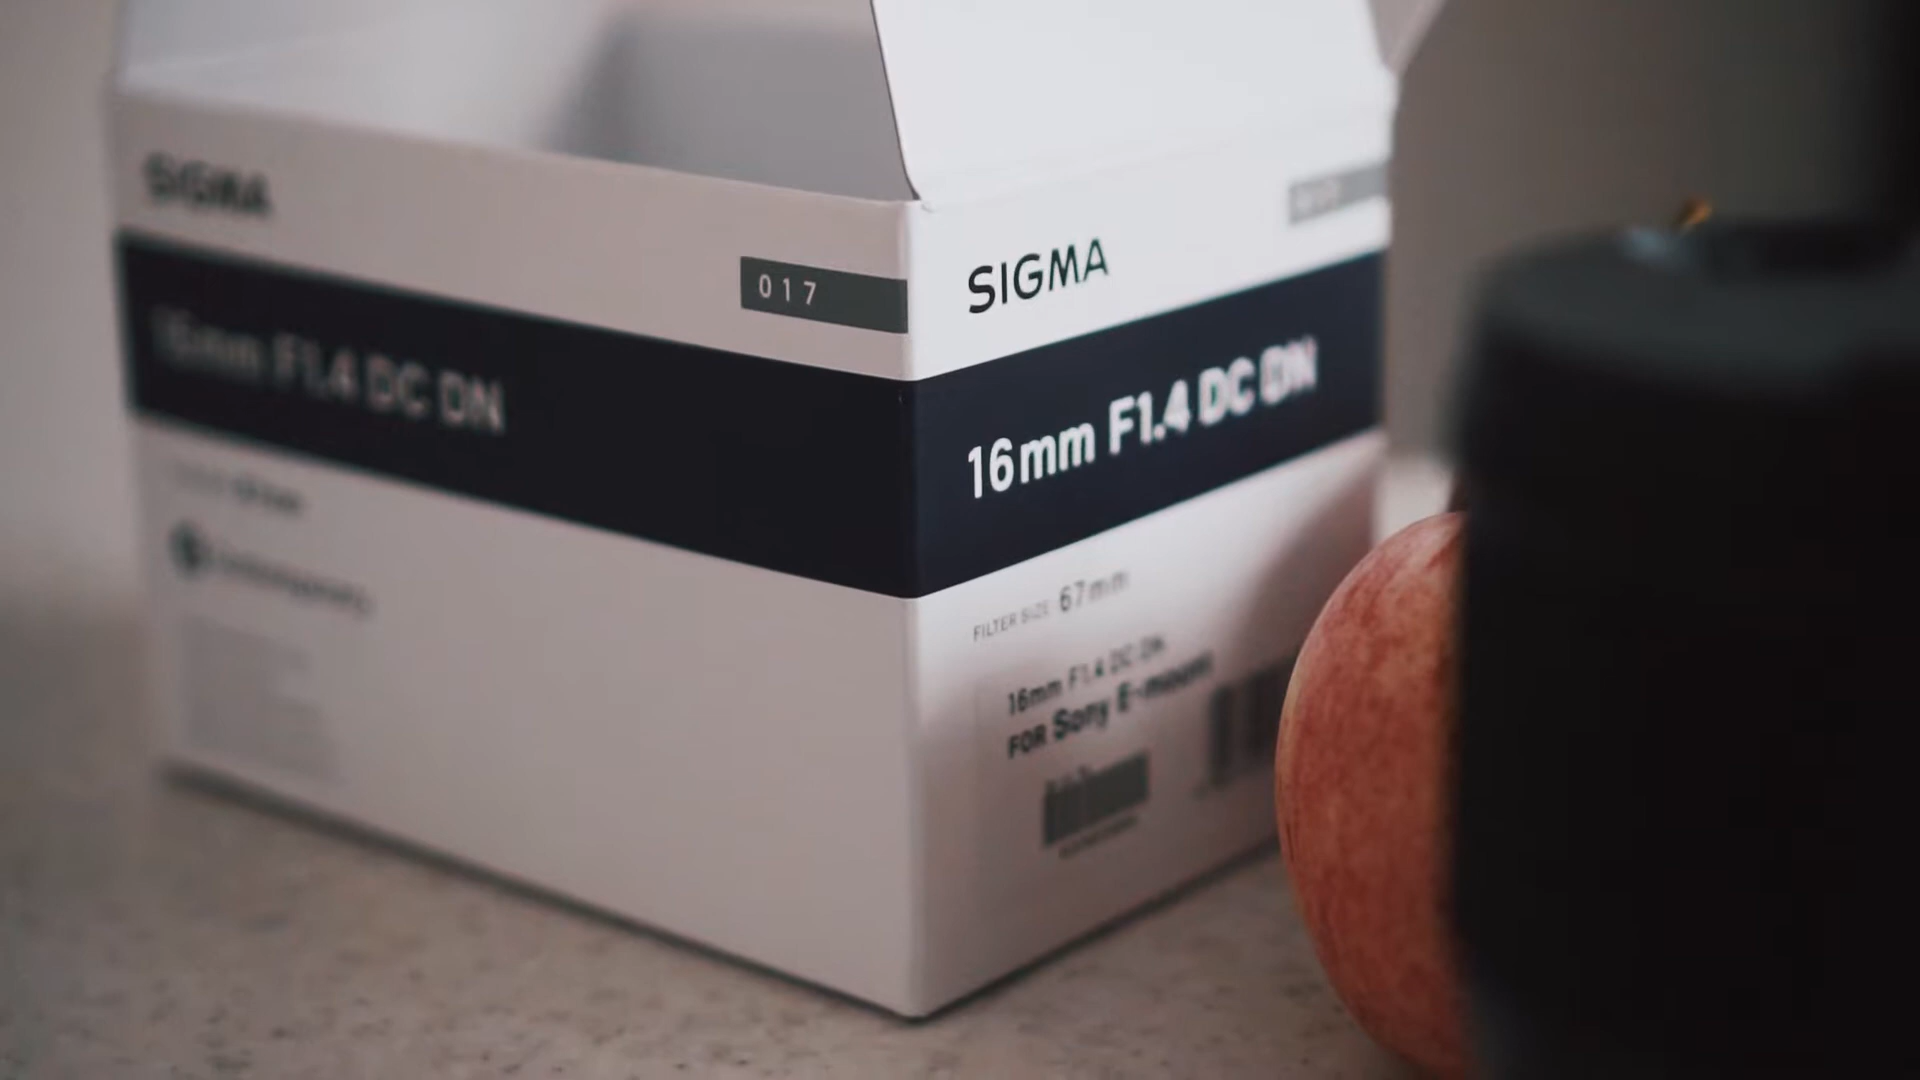 SIGMA
017
16mm F1.4 DC DN
SIGMA
16mm F1.4 DC DN
FILTER SIZE 67mm
16mm F1.4 DC DN
FOR Sony E-mount